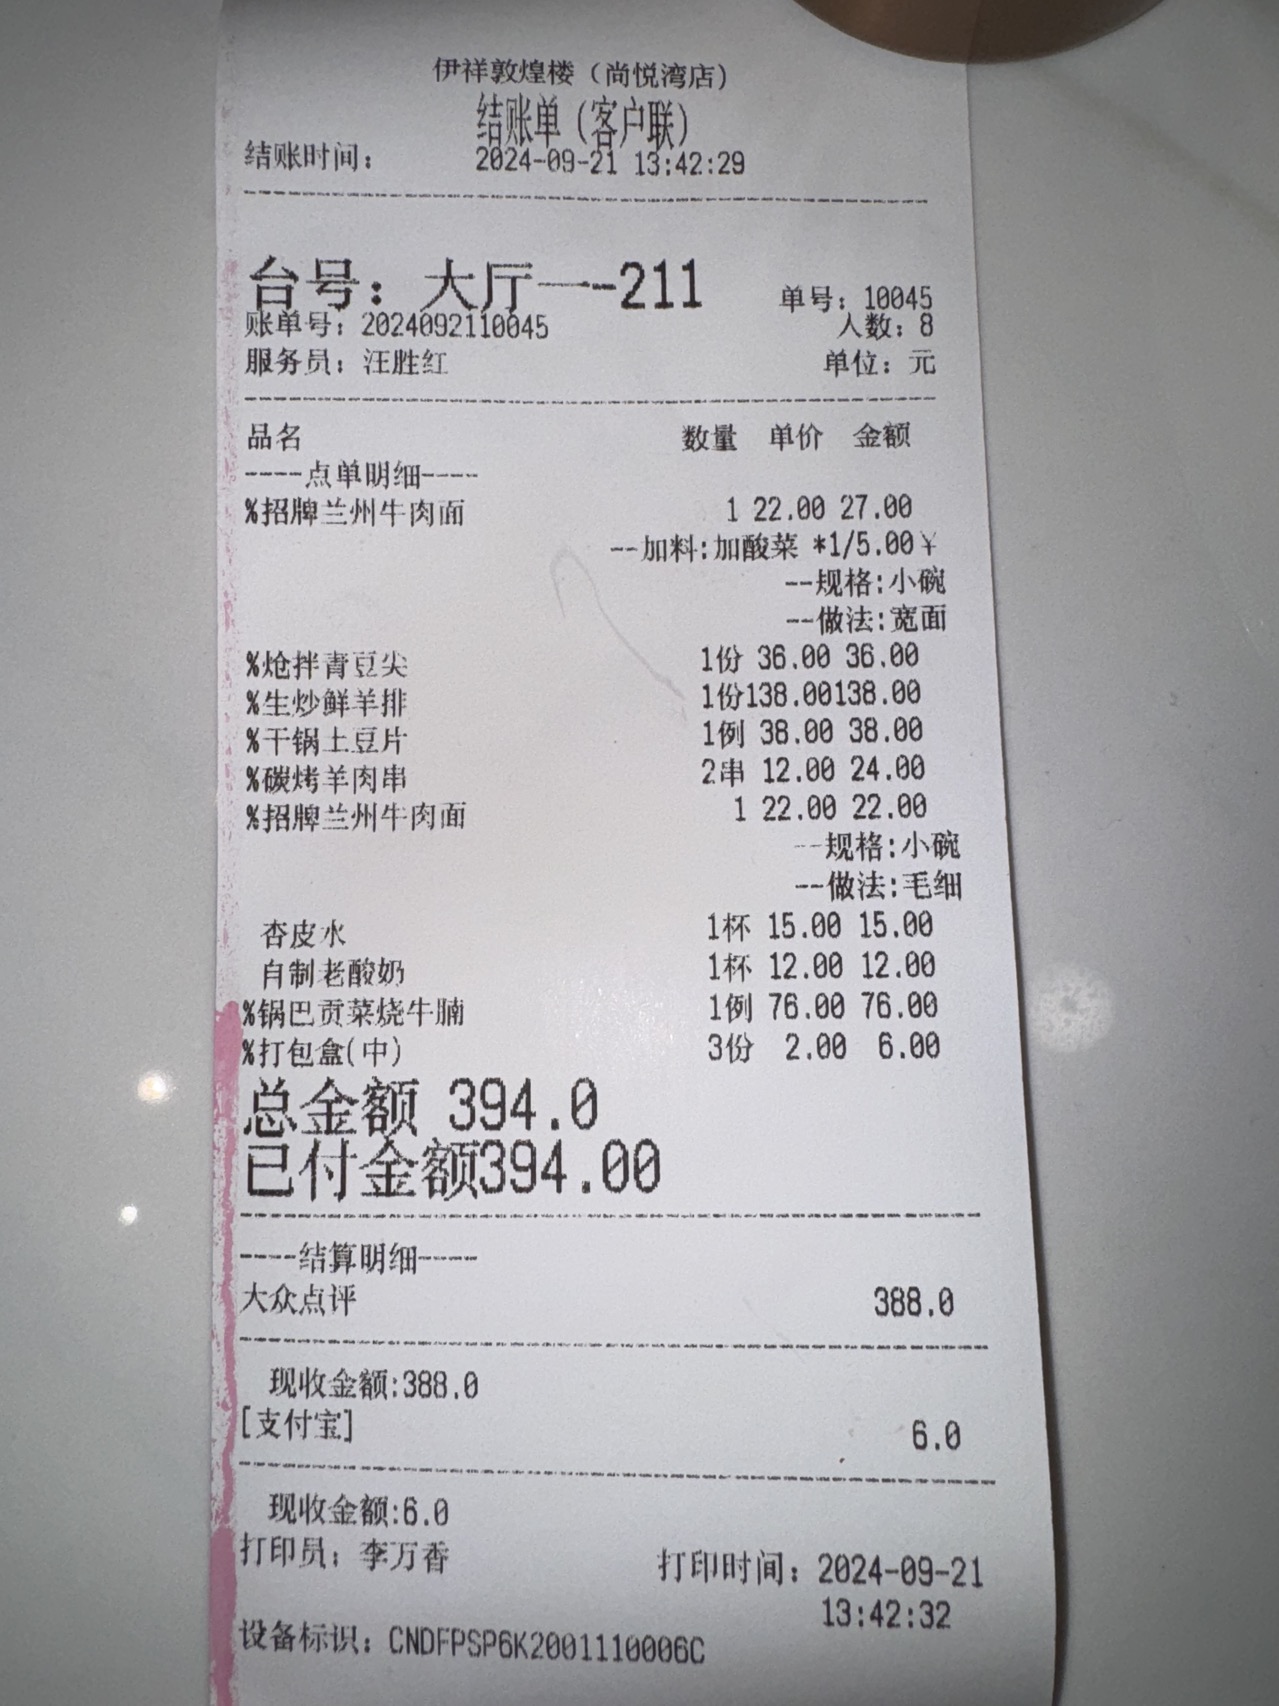 伊祥敦煌楼（尚悦湾店）
结账单（客户联）
结账时间： 2024-09-21 13:42:29
台号：大厅一-211 单号：10045
账单号：2024092110045 人数：8
服务员：汪胜红 单位：元
品名 数量 单价 金额
----点单明细----
%招牌兰州牛肉面 1 22.00 27.00
--加料:加酸菜 *1/5.00¥
--规格:小碗
--做法:宽面
%炝拌青豆尖 1份 36.00 36.00
%生炒鲜羊排 1份138.00138.00
%干锅土豆片 1例 38.00 38.00
%碳烤羊肉串 2串 12.00 24.00
%招牌兰州牛肉面 1 22.00 22.00
--规格:小碗
--做法:毛细
杏皮水 1杯 15.00 15.00
自制老酸奶 1杯 12.00 12.00
%锅巴贡菜烧牛腩 1例 76.00 76.00
%打包盒(中) 3份 2.00 6.00
总金额 394.0
已付金额394.00
----结算明细----
大众点评 388.0
现收金额:388.0
[支付宝] 6.0
现收金额:6.0
打印员：李万香 打印时间：2024-09-21
13:42:32
设备标识：CNDFPSP6K2001110006C